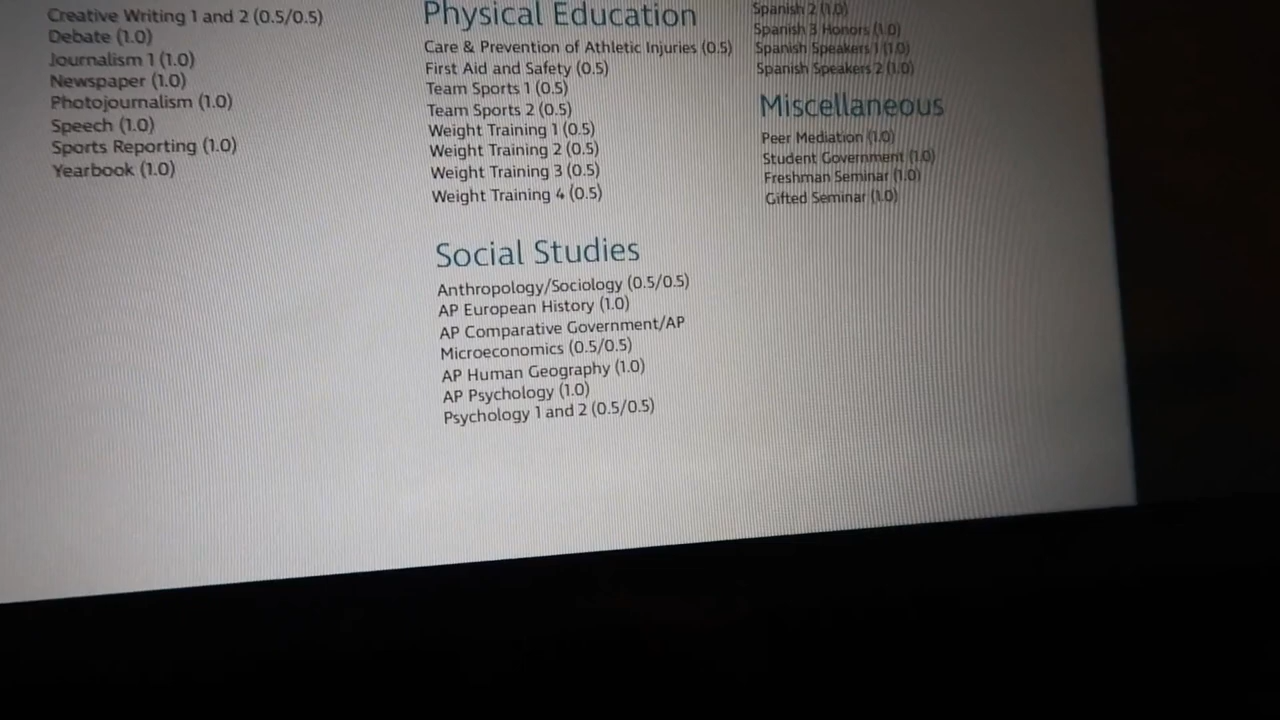 Creative Writing 1 and 2 (0.5/0.5)
Debate (1.0)
Journalism 1 (1.0)
Newspaper (1.0)
Photojournalism (1.0)
Speech (1.0)
Sports Reporting (1.0)
Yearbook (1.0)
Physical Education
Care & Prevention of Athletic Injuries (0.5)
First Aid and Safety (0.5)
Team Sports 1 (0.5)
Team Sports 2 (0.5)
Weight Training 1 (0.5)
Weight Training 2 (0.5)
Weight Training 3 (0.5)
Weight Training 4 (0.5)
Social Studies
Anthropology/Sociology (0.5/0.5)
AP European History (1.0)
AP Comparative Government/AP
Microeconomics (0.5/0.5)
AP Human Geography (1.0)
AP Psychology (1.0)
Psychology 1 and 2 (0.5/0.5)
Spanish 2 (1.0)
Spanish 3 Honors (1.0)
Spanish Speakers 1 (1.0)
Spanish Speakers 2 (1.0)
Miscellaneous
Peer Mediation (1.0)
Student Government (1.0)
Freshman Seminar (1.0)
Gifted Seminar (1.0)